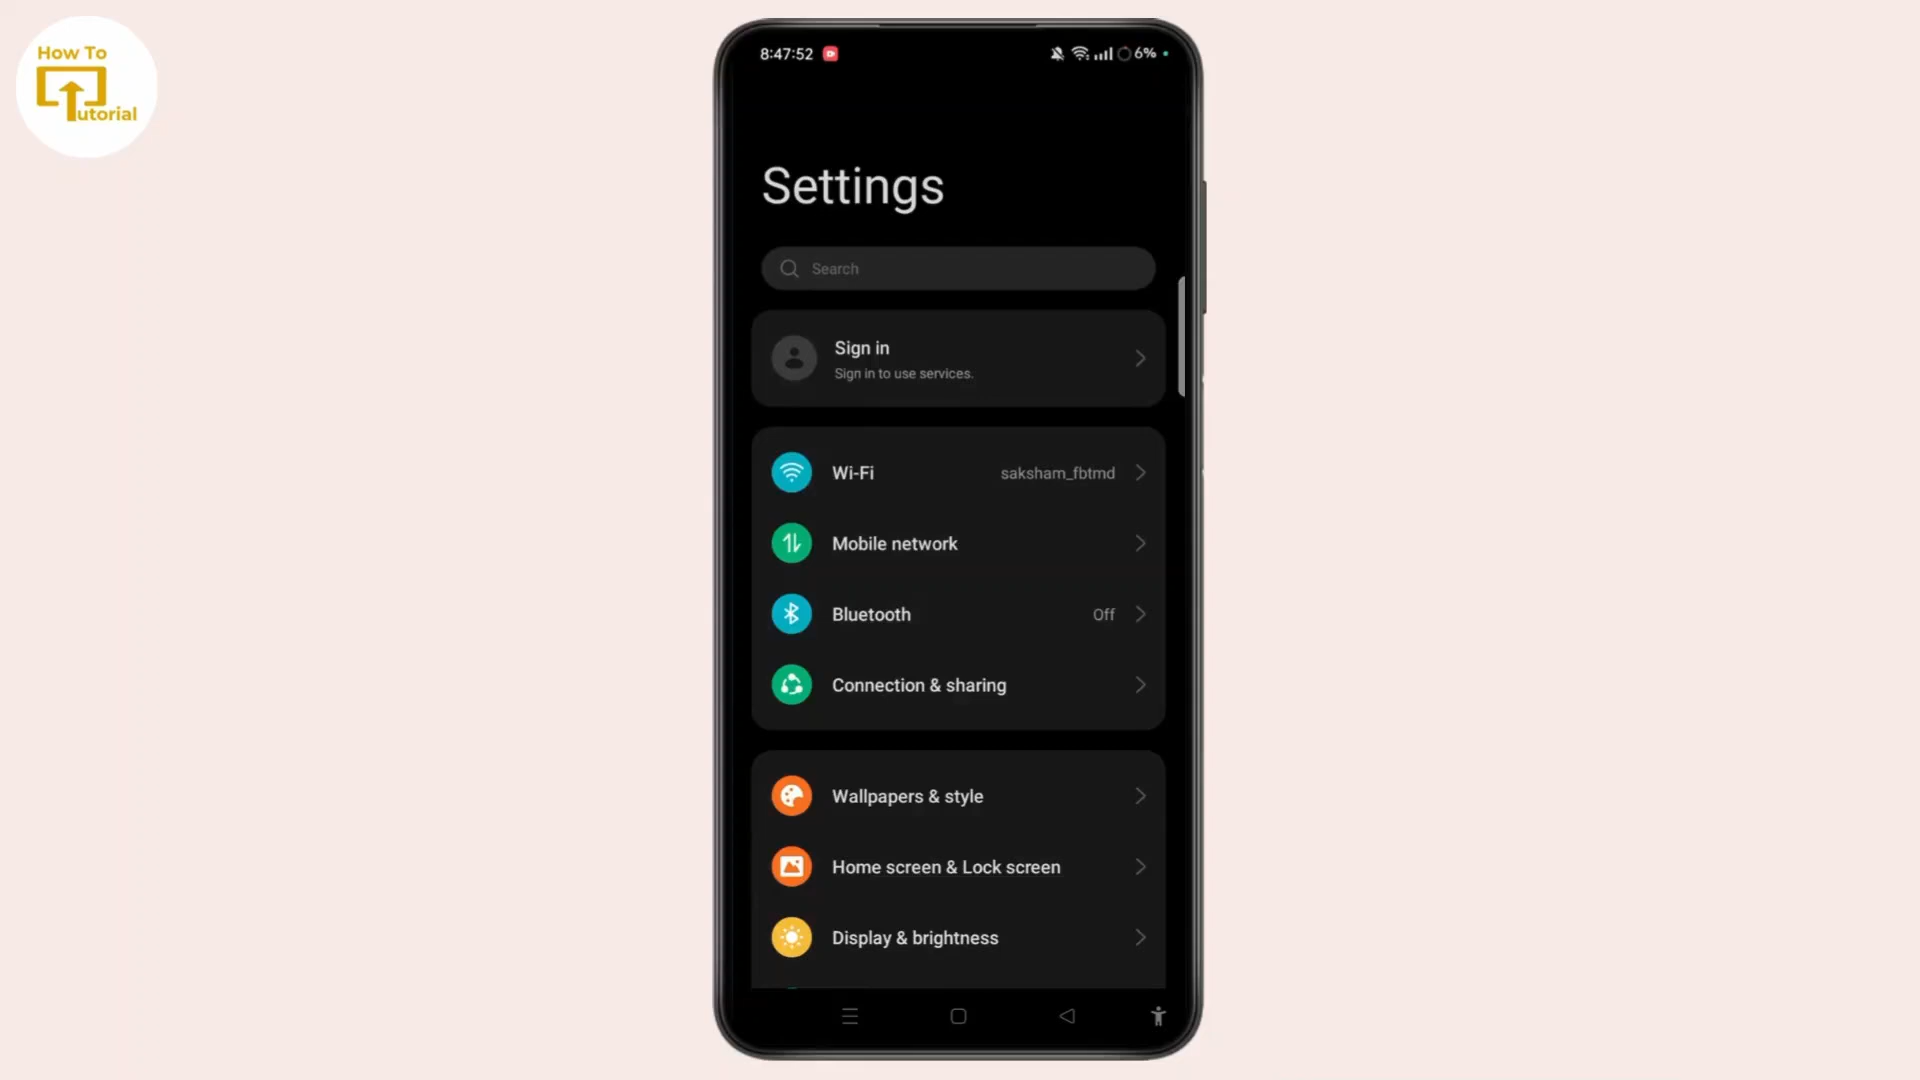 How To
Tutorial
8:47:52
6%
Settings
Search
Sign in
Sign in to use services.
Wi-Fi saksham_fbtmd
Mobile network
Bluetooth Off
Connection & sharing
Wallpapers & style
Home screen & Lock screen
Display & brightness